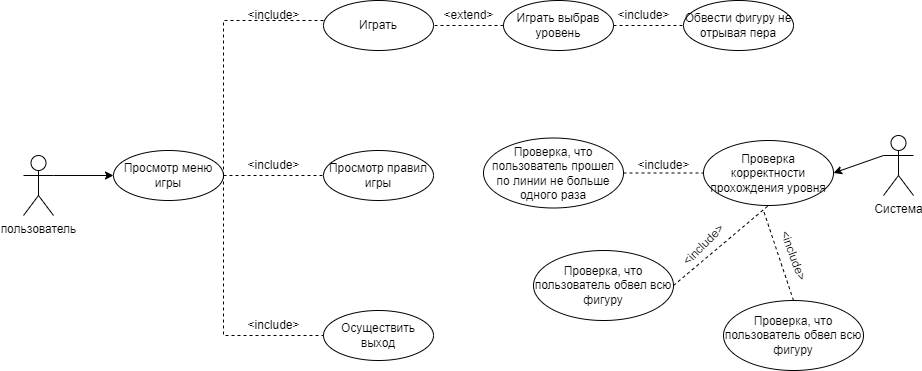 <include>
Играть
<extend>
Играть выбрав
уровень
<include>
Обвести фигуру не
отрывая пера
пользователь
Просмотр меню
игры
<include>
Просмотр правил
игры
Проверка, что
пользователь прошел
по линии не больше
одного раза
<include>
Проверка
корректности
прохождения уровня
Система
<include>
<include>
Проверка, что
пользователь обвел всю
фигуру
<include>
Осуществить
выход
Проверка, что
пользователь обвел всю
фигуру